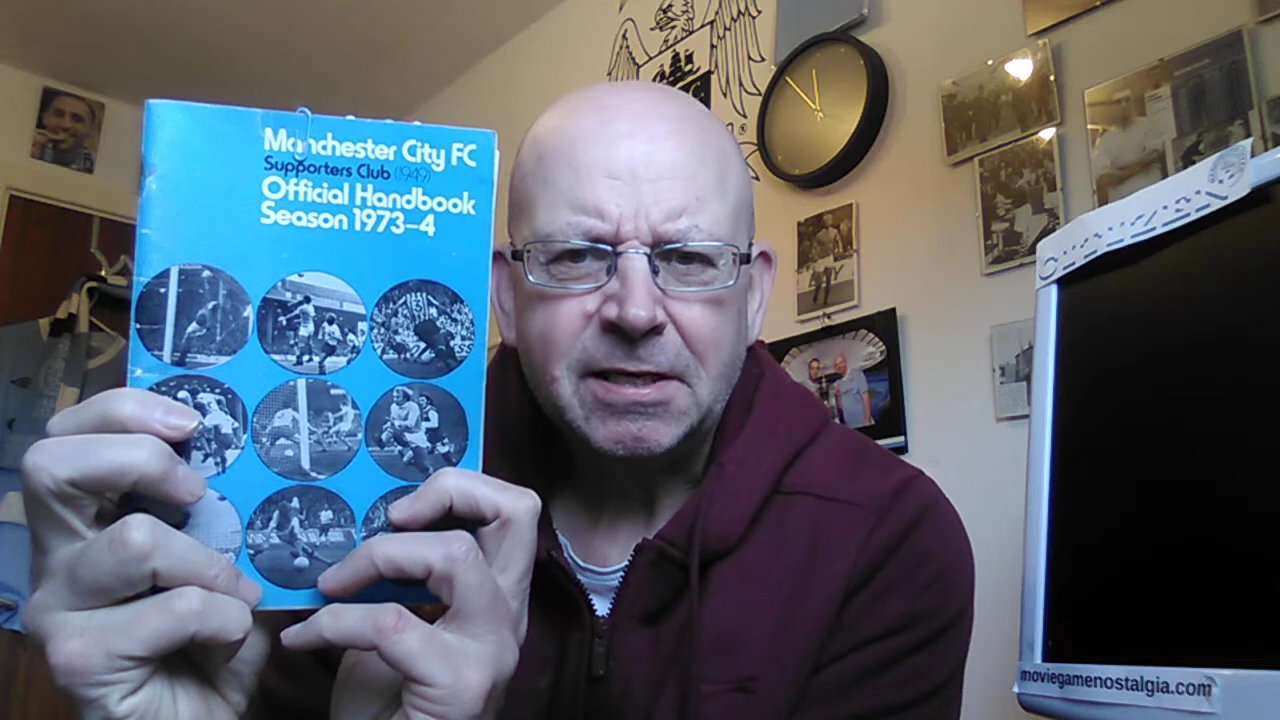 Manchester City FC
Supporters Club (1949)
Official Handbook
Season 1973–4
moviegamenostalgia.com